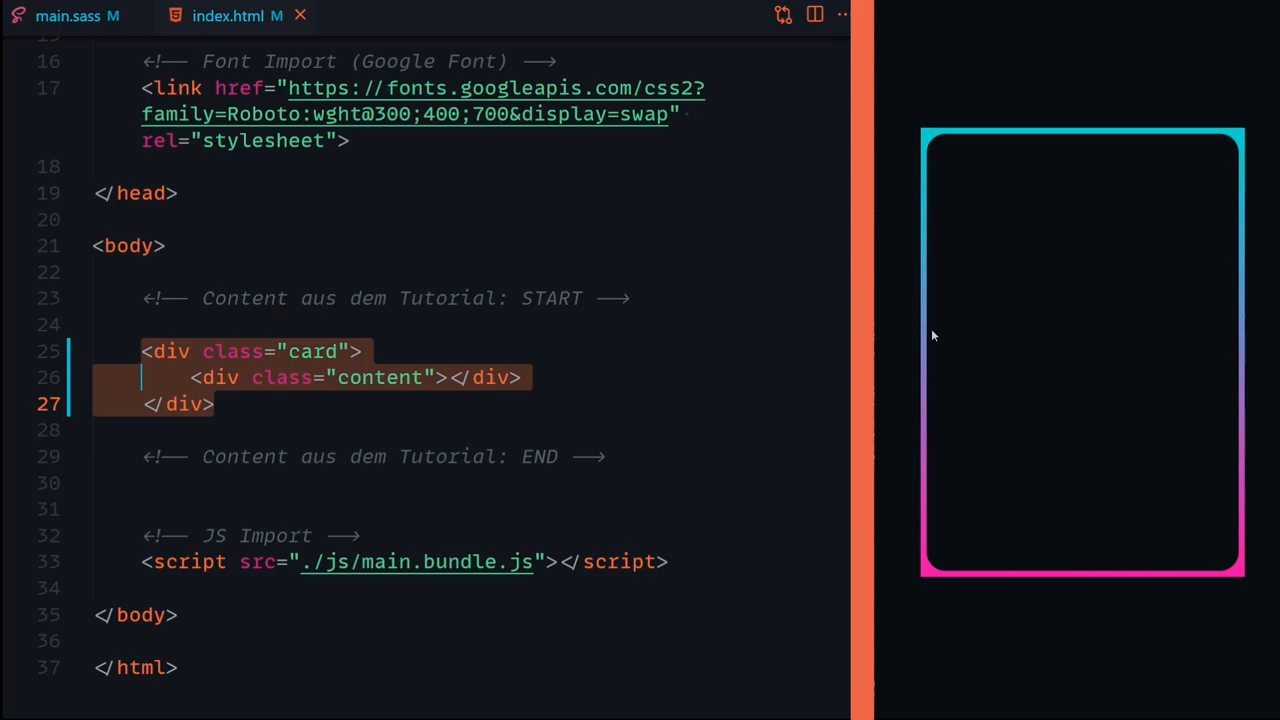 main.sass M index.html M
15
16 <!-- Font Import (Google Font) -->
17 <link href="https://fonts.googleapis.com/css2?
family=Roboto:wght@300;400;700&display=swap"
rel="stylesheet">
18
19 </head>
20
21 <body>
22
23 <!-- Content aus dem Tutorial: START -->
24
25 <div class="card">
26 <div class="content"></div>
27 </div>
28
29 <!-- Content aus dem Tutorial: END -->
30
31
32 <!-- JS Import -->
33 <script src="./js/main.bundle.js"></script>
34
35 </body>
36
37 </html>